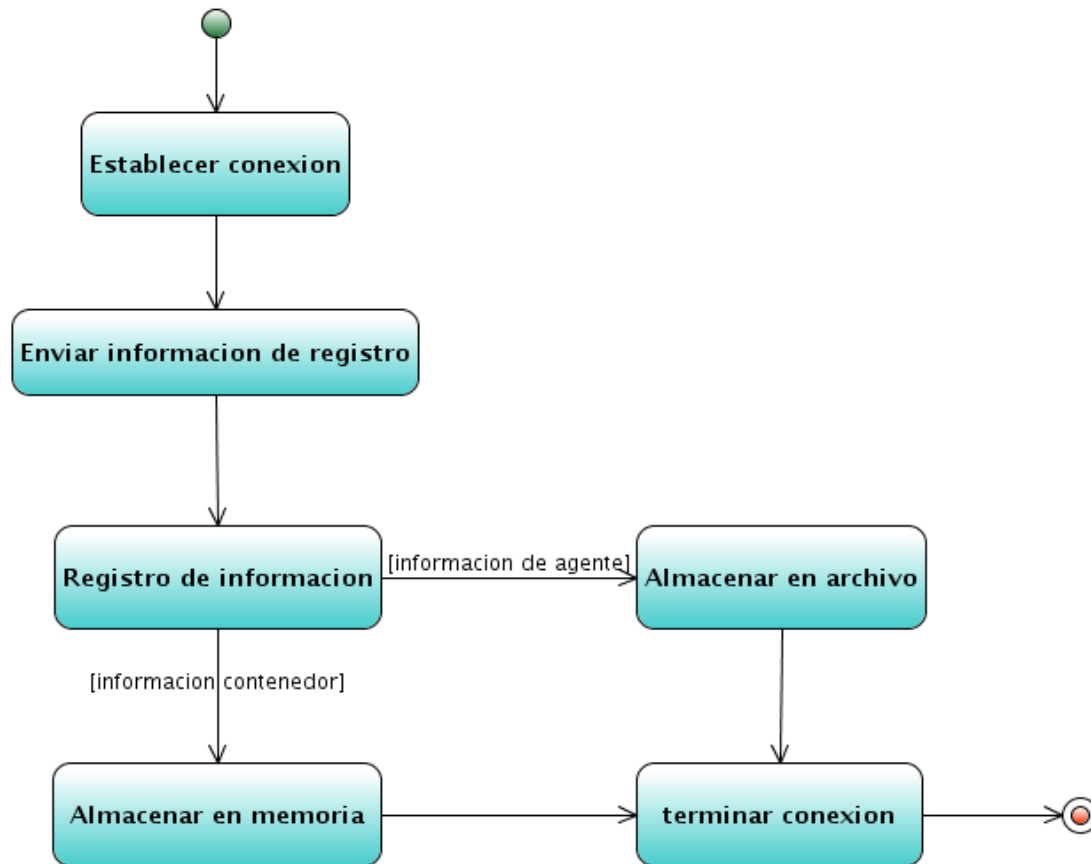 Establecer conexion
Enviar informacion de registro
Registro de informacion
[informacion de agente]
Almacenar en archivo
[informacion contenedor]
Almacenar en memoria
terminar conexion